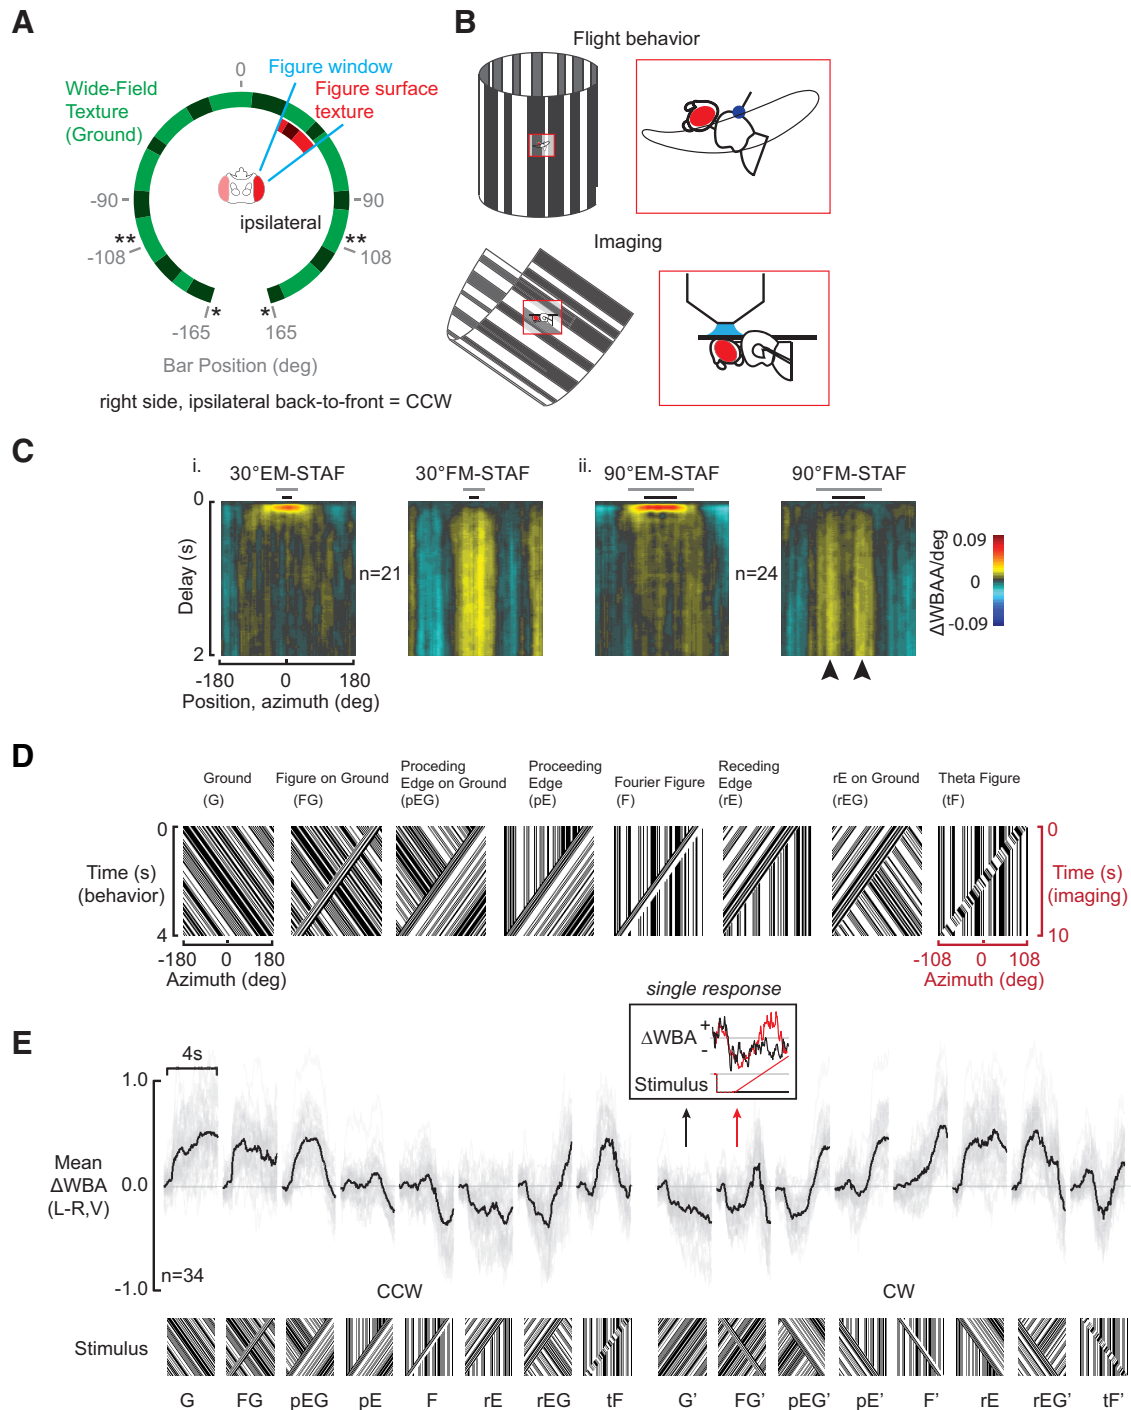 A
0
Figure window
Wide-Field
Texture
(Ground)
Figure surface
texture
-90
90
ipsilateral
**
-108
**
108
*
-165
*
165
Bar Position (deg)
right side, ipsilateral back-to-front = CCW
B
Flight behavior
Imaging
C
i.
30°EM-STAF
30°FM-STAF
ii.
90°EM-STAF
90°FM-STAF
0
Delay (s)
2
n=21
n=24
-180 0 180
Position, azimuth (deg)
0.09
0
-0.09
ΔWBAA/deg
D
Ground
(G)
Figure on Ground
(FG)
Proceding
Edge on Ground
(pEG)
Proceeding
Edge
(pE)
Fourier Figure
(F)
Receding
Edge
(rE)
rE on Ground
(rEG)
Theta Figure
(tF)
0
Time (s)
(behavior)
4
-180 0 180
Azimuth (deg)
0
Time (s)
(imaging)
10
-108 0 108
Azimuth (deg)
single response
ΔWBA
+
-
Stimulus
E
4s
1.0
Mean
ΔWBA
(L-R,V)
0.0
-1.0
n=34
CCW
CW
Stimulus
G FG pEG pE F rE rEG tF G' FG' pEG' pE' F' rE rEG' tF'